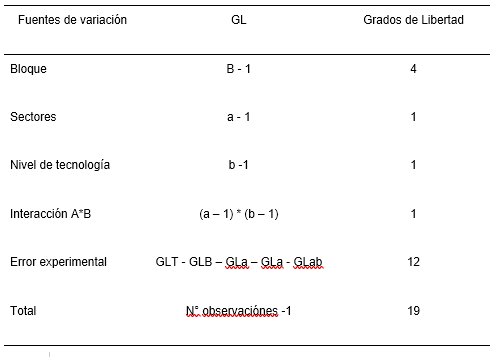 Fuentes de variación GL Grados de Libertad
Bloque B - 1 4
Sectores a - 1 1
Nivel de tecnología b -1 1
Interacción A*B (a – 1) * (b – 1) 1
Error experimental GLT - GLB – GLa – GLa - GLab 12
Total N° observaciónes -1 19